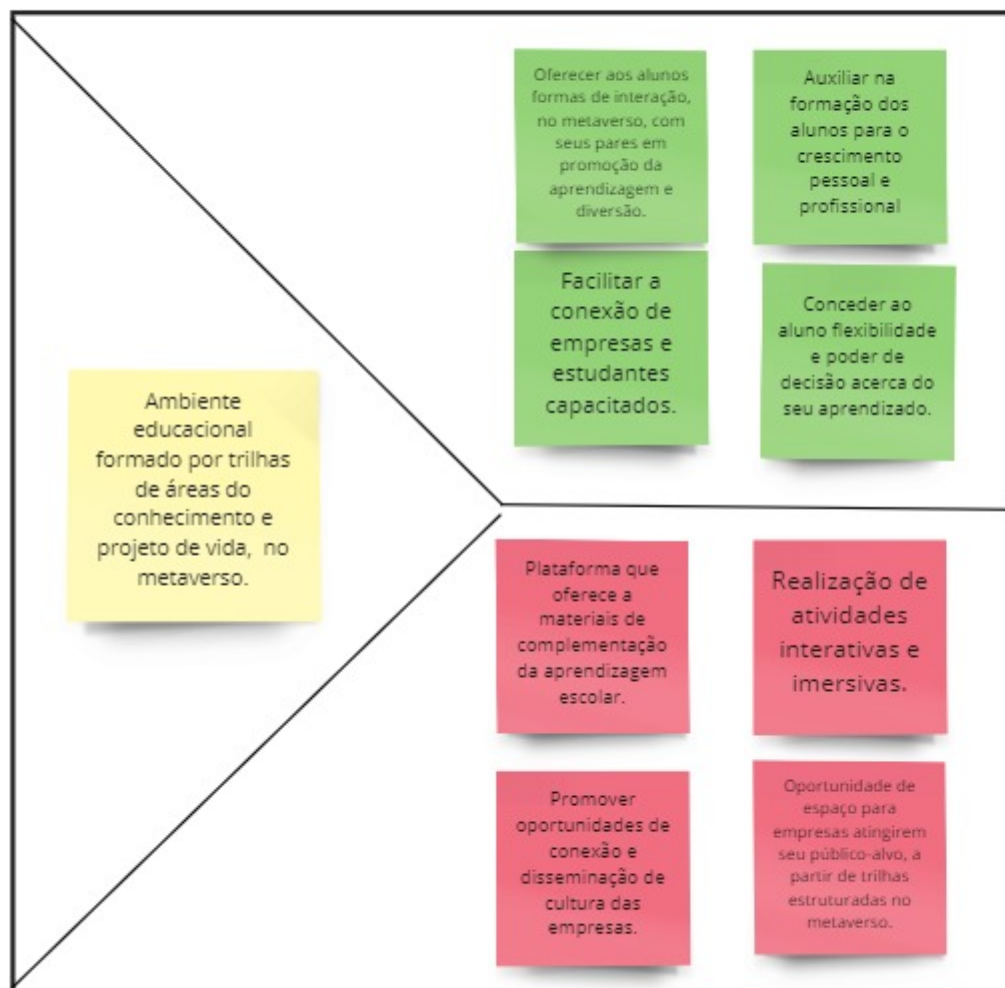 Oferecer aos alunos
formas de interação,
no metaverso, com
seus pares em
promoção da
aprendizagem e
diversão.
Auxiliar na
formação dos
alunos para o
crescimento
pessoal e
profissional
Facilitar a
conexão de
empresas e
estudantes
capacitados.
Conceder ao
aluno flexibilidade
e poder de
decisão acerca do
seu aprendizado.
Ambiente
educacional
formado por trilhas
de áreas do
conhecimento e
projeto de vida, no
metaverso.
Plataforma que
oferece a
materiais de
complementação
da aprendizagem
escolar.
Realização de
atividades
interativas e
imersivas.
Promover
oportunidades de
conexão e
disseminação de
cultura das
empresas.
Oportunidade de
espaço para
empresas atingirem
seu público-alvo, a
partir de trilhas
estruturadas no
metaverso.